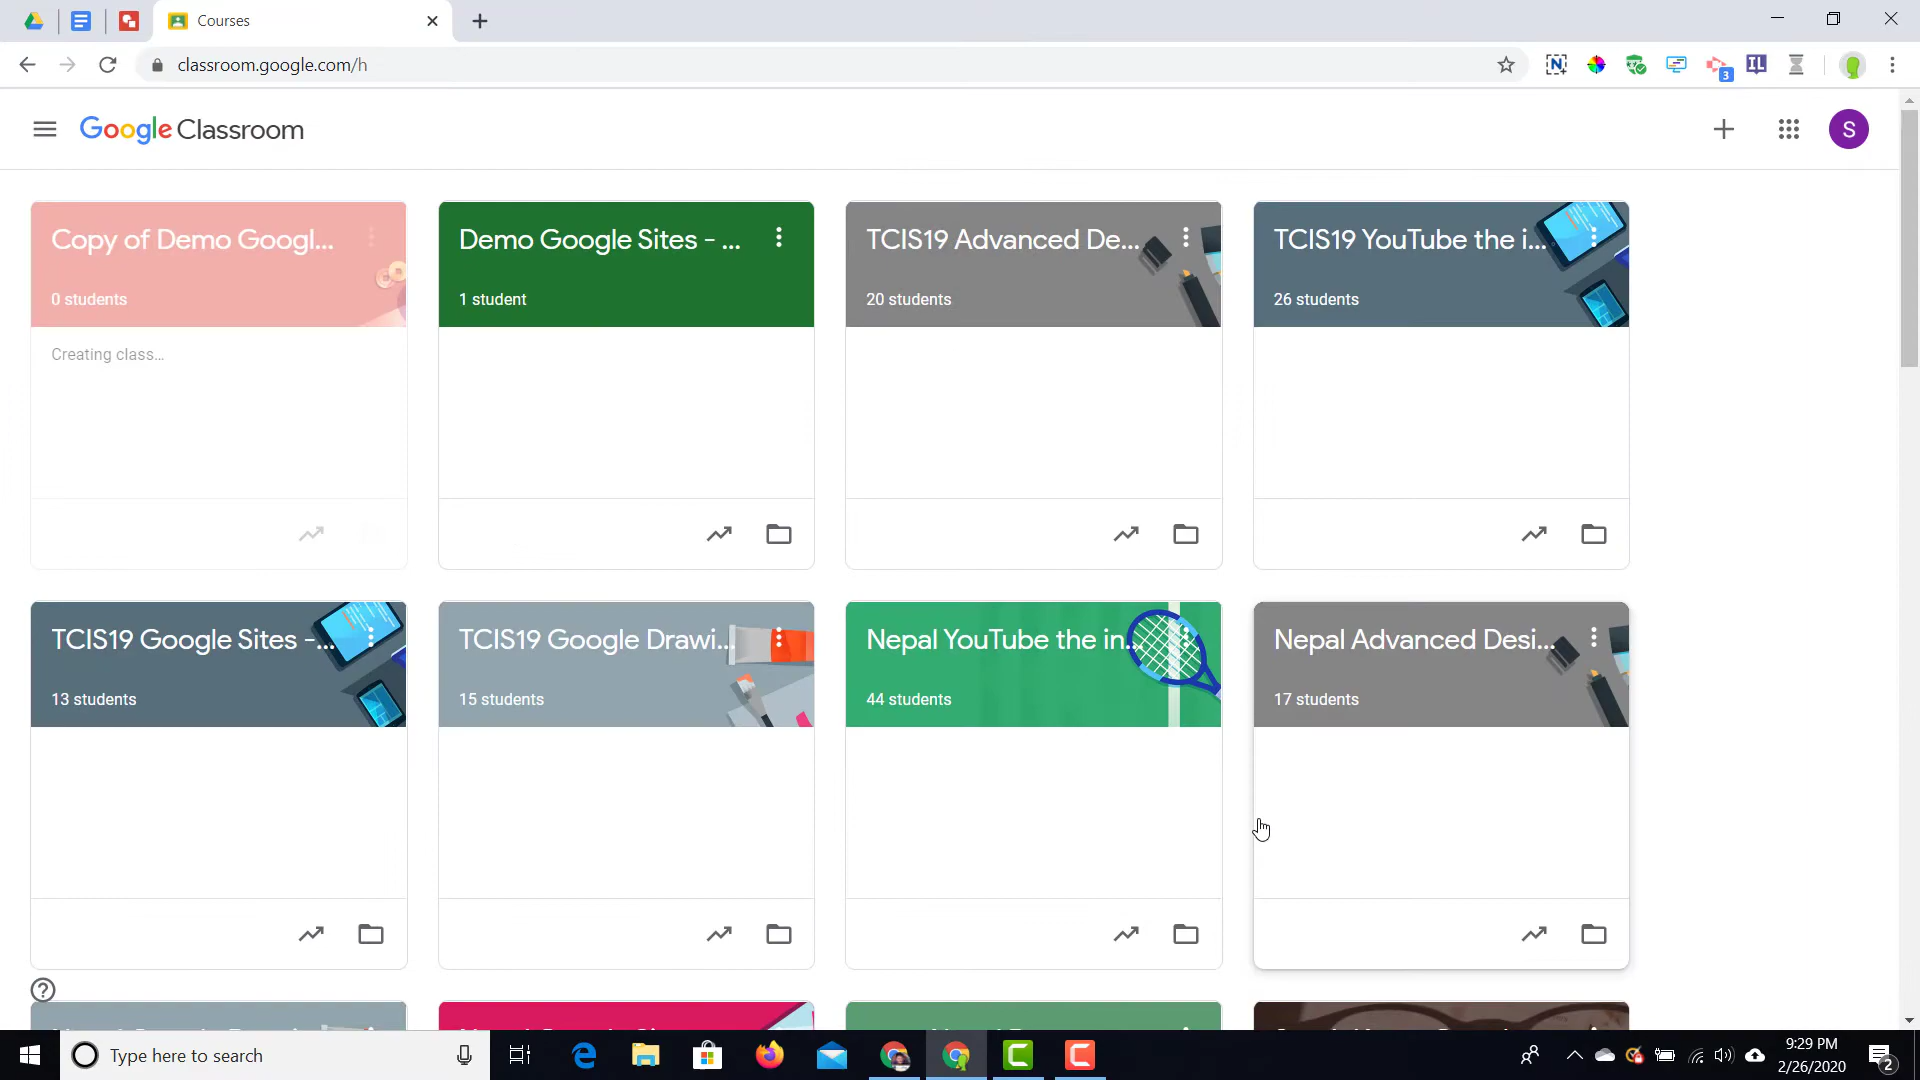 Courses
classroom.google.com/h
3
IL
Google Classroom
S
Copy of Demo Googl...
0 students
Creating class...
Demo Google Sites - ...
1 student
TCIS19 Advanced De...
20 students
TCIS19 YouTube the i...
26 students
TCIS19 Google Sites -...
13 students
TCIS19 Google Drawi...
15 students
Nepal YouTube the in...
44 students
Nepal Advanced Desi...
17 students
Type here to search
9:29 PM
2/26/2020
2